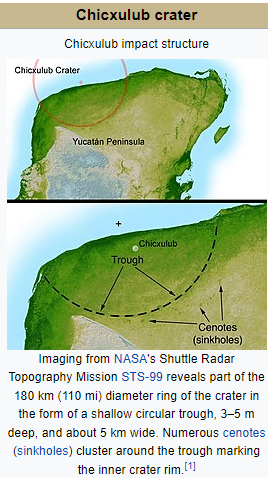 Chicxulub crater
Chicxulub impact structure
Chicxulub Crater
Yucatán Peninsula
Chicxulub
Trough
Cenotes
(sinkholes)
Imaging from NASA's Shuttle Radar
Topography Mission STS-99 reveals part of the
180 km (110 mi) diameter ring of the crater in
the form of a shallow circular trough, 3–5 m
deep, and about 5 km wide. Numerous cenotes
(sinkholes) cluster around the trough marking
the inner crater rim.[1]